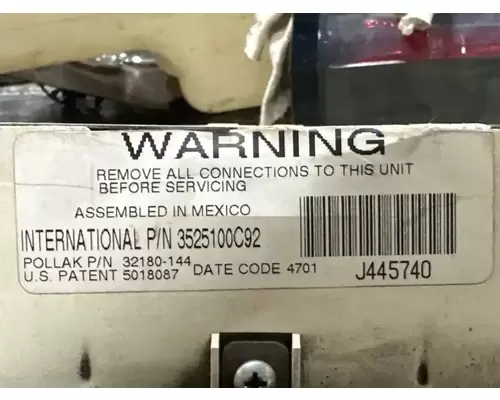 WARNING
REMOVE ALL CONNECTIONS TO THIS UNIT
BEFORE SERVICING
ASSEMBLED IN MEXICO
INTERNATIONAL P/N 3525100C92
POLLAK P/N 32180-144
U.S. PATENT 5018087 DATE CODE 4701
J445740